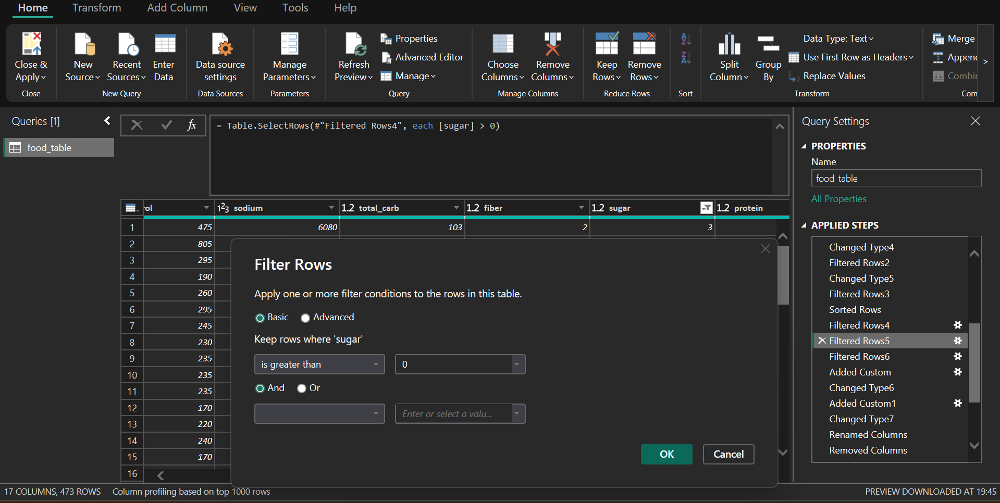 Home Transform Add Column View Tools Help
Close & Apply
New Source
Recent Sources
Enter Data
Data source settings
Manage Parameters
Refresh Preview
Properties
Advanced Editor
Manage
Choose Columns
Remove Columns
Keep Rows
Remove Rows
A Z
Z A
Split Column
Group By
Data Type: Text
Use First Row as Headers
1 2 Replace Values
Merge
Appen
Combi
>
Close
New Query
Data Sources
Parameters
Query
Manage Columns
Reduce Rows
Sort
Transform
Com
Queries [1]
food_table
fx
= Table.SelectRows(#"Filtered Rows4", each [sugar] > 0)
rol 123 sodium 1.2 total_carb 1.2 fiber 1.2 sugar 1.2 protein
1 475 6080 103 2 3
2 805
3 295
4 190
5 260
6 295
7 245
8 230
9 235
10 235
11 235
12 170
13 220
14 240
15 170
16
Filter Rows
Apply one or more filter conditions to the rows in this table.
Basic Advanced
Keep rows where 'sugar'
is greater than 0
And Or
Enter or select a valu...
OK Cancel
Query Settings
PROPERTIES
Name
food_table
All Properties
APPLIED STEPS
Changed Type4
Filtered Rows2
Changed Type5
Filtered Rows3
Sorted Rows
Filtered Rows4
Filtered Rows5
Filtered Rows6
Added Custom
Changed Type6
Added Custom1
Changed Type7
Renamed Columns
Removed Columns
17 COLUMNS, 473 ROWS Column profiling based on top 1000 rows PREVIEW DOWNLOADED AT 19:45